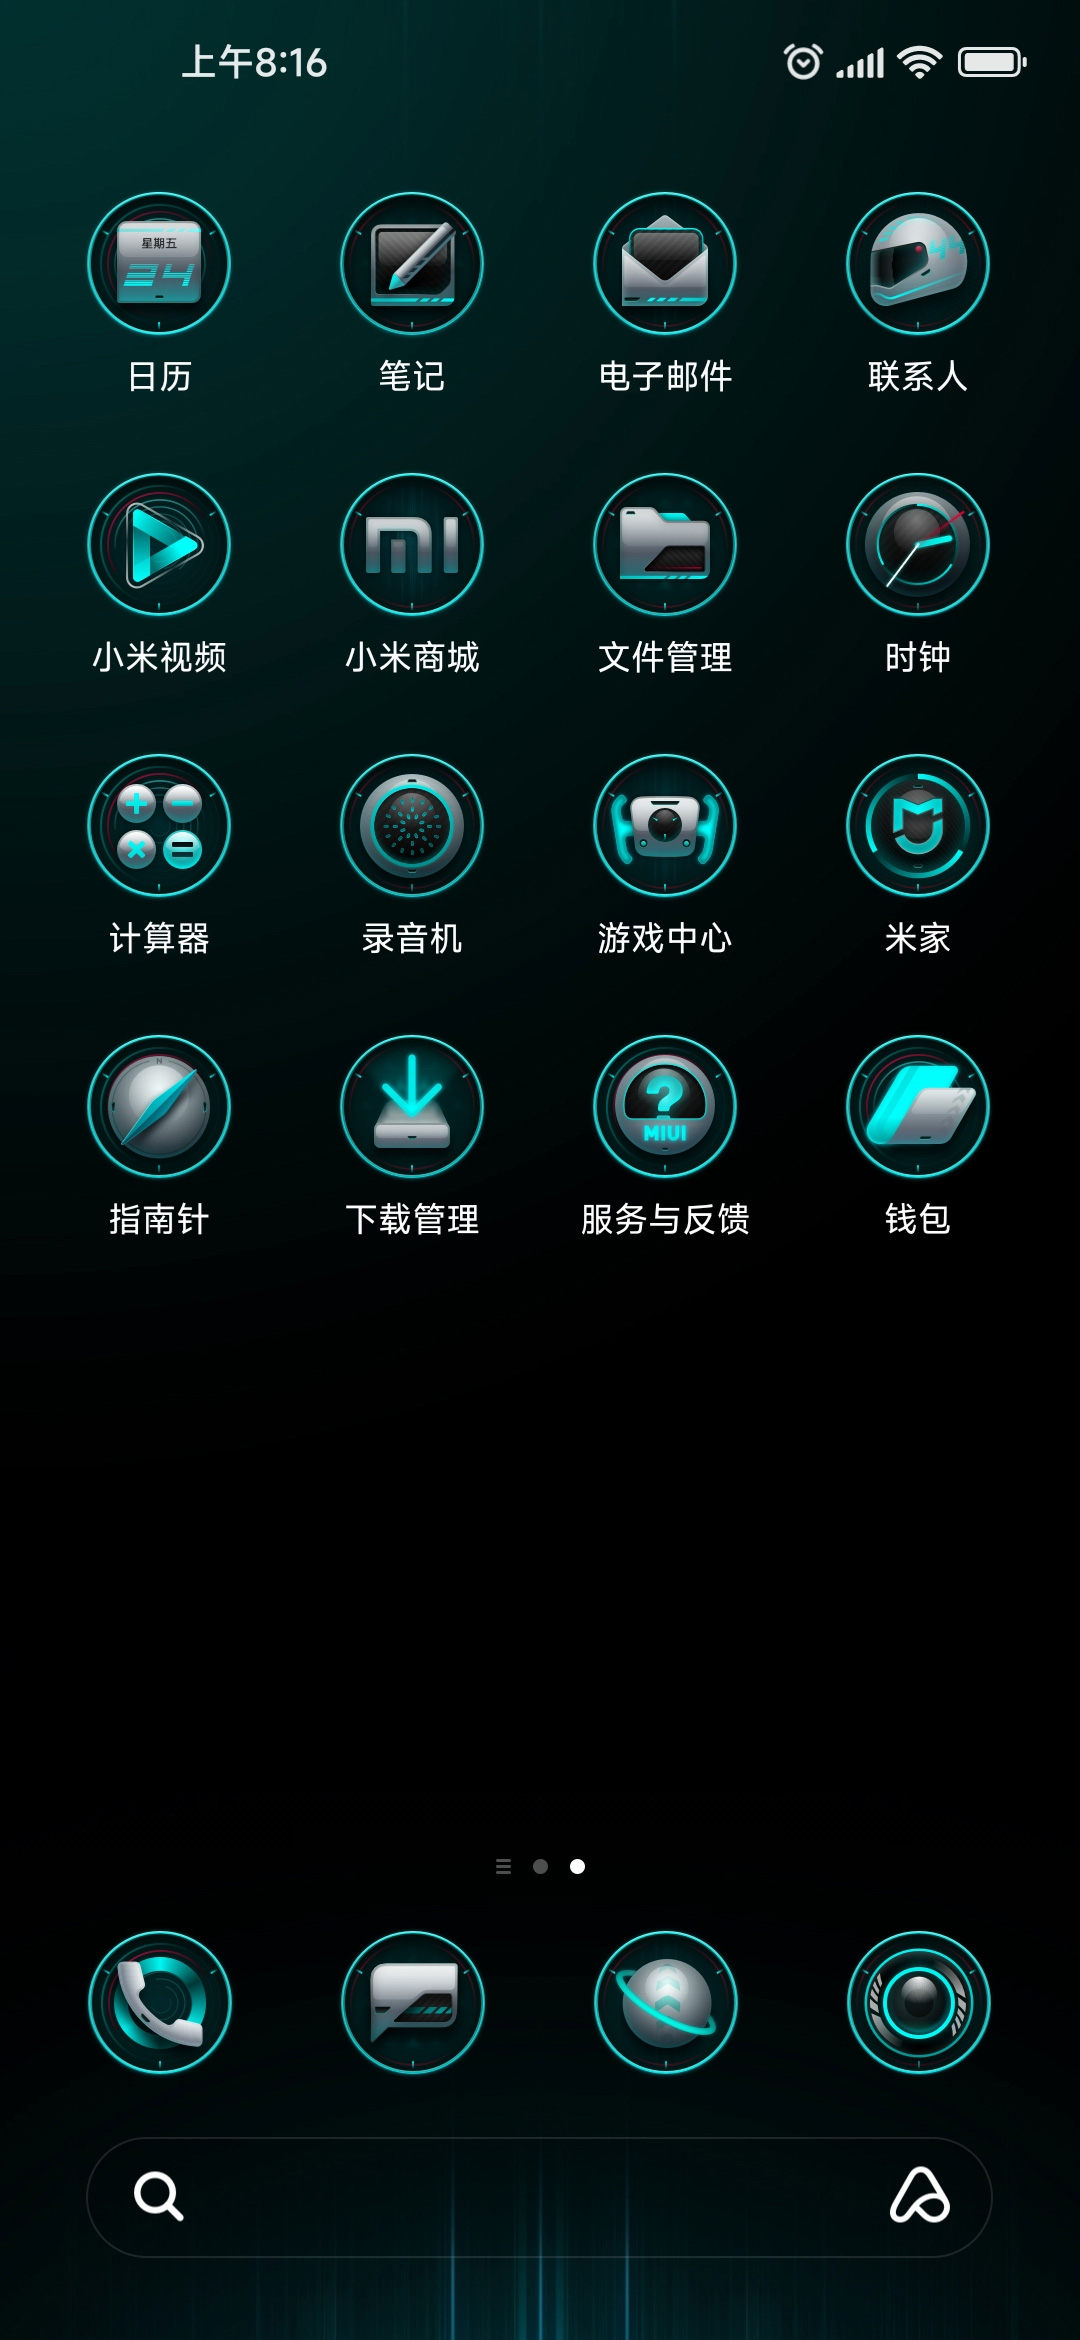 上午8:16
星期五
24
44
日历
笔记
电子邮件
联系人
mi
小米视频
小米商城
文件管理
时钟
计算器
录音机
游戏中心
米家
N
?
MIUI
指南针
下载管理
服务与反馈
钱包